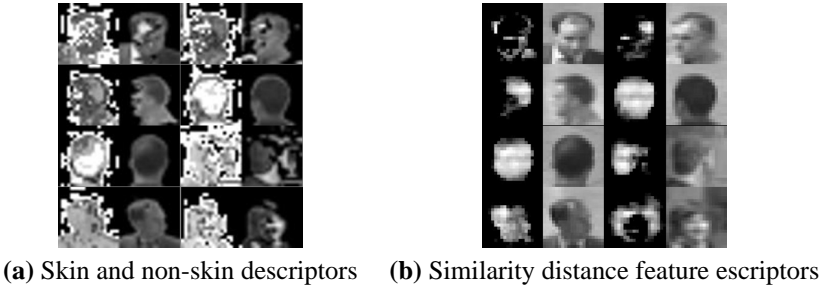 (a) Skin and non-skin descriptors
(b) Similarity distance feature escriptors